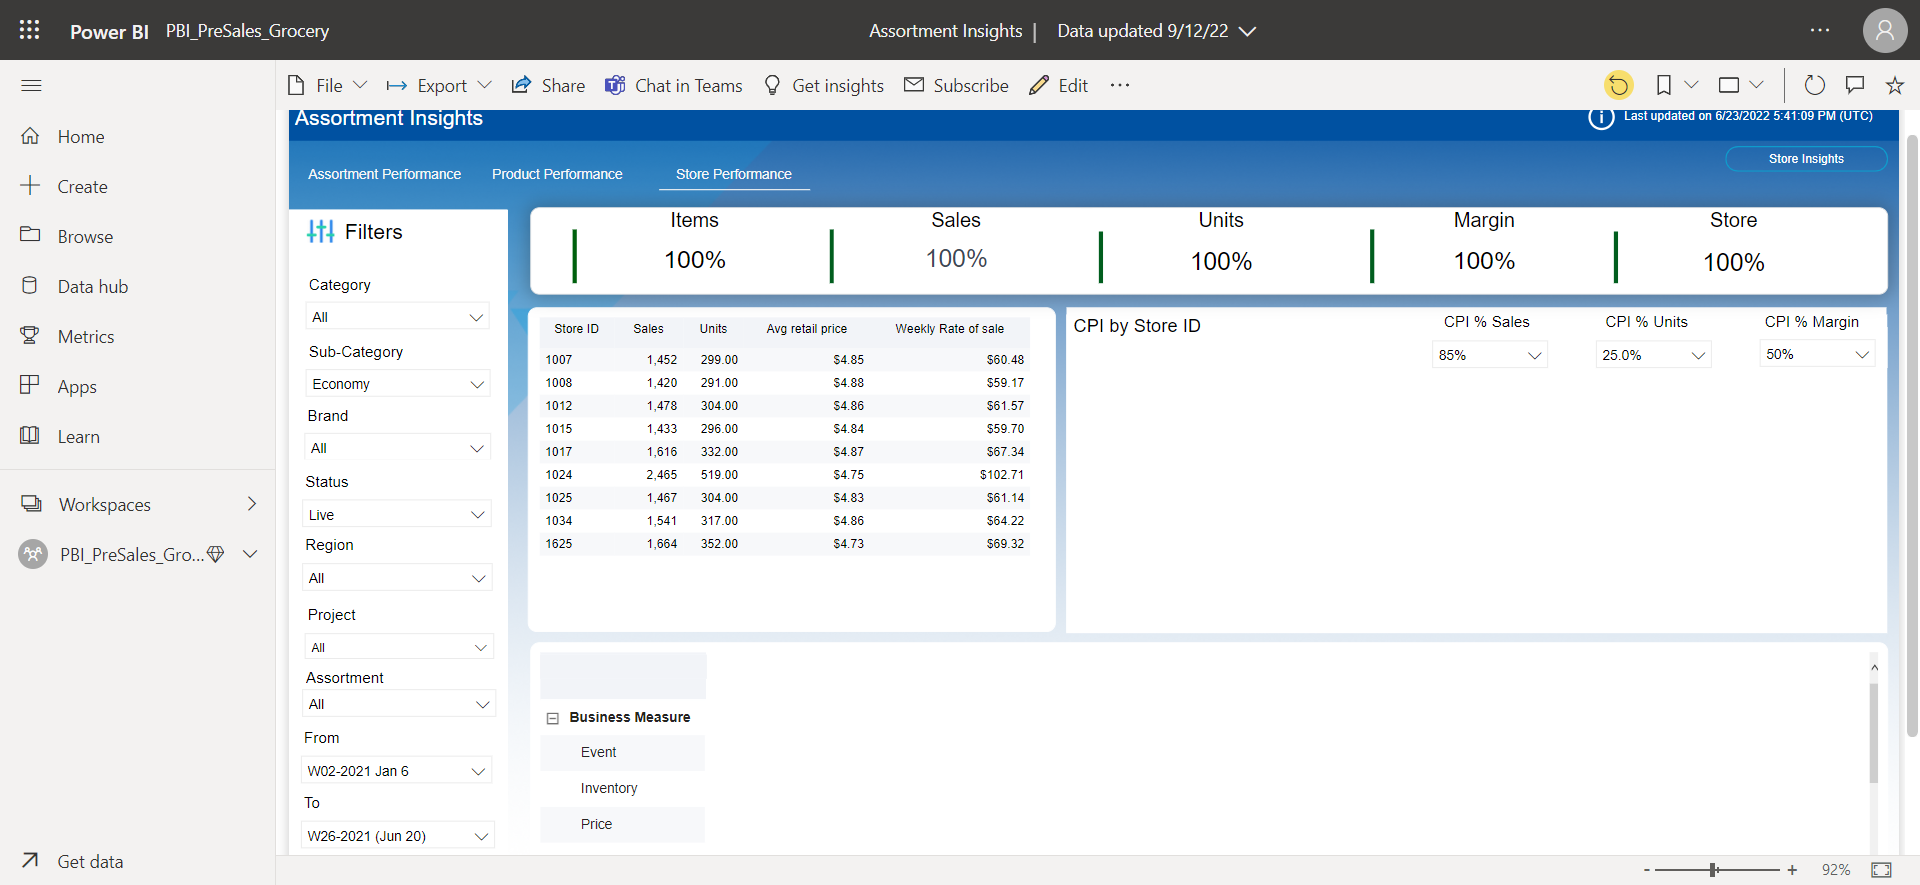 Power BI PBI_PreSales_Grocery Assortment Insights | Data updated 9/12/22
File Export Share Chat in Teams Get insights Subscribe Edit
Home
Create
Browse
Data hub
Metrics
Apps
Learn
Workspaces
PBI_PreSales_Gro...
Get data
Assortment Insights Last updated on 6/23/2022 5:41:09 PM (UTC)
Store Insights
Assortment Performance Product Performance Store Performance
Filters
Category
All
Sub-Category
Economy
Brand
All
Status
Live
Region
All
Project
All
Assortment
All
From
W02-2021 Jan 6
To
W26-2021 (Jun 20)
Items Sales Units Margin Store
100% 100% 100% 100% 100%
Store ID Sales Units Avg retail price Weekly Rate of sale
1007 1,452 299.00 $4.85 $60.48
1008 1,420 291.00 $4.88 $59.17
1012 1,478 304.00 $4.86 $61.57
1015 1,433 296.00 $4.84 $59.70
1017 1,616 332.00 $4.87 $67.34
1024 2,465 519.00 $4.75 $102.71
1025 1,467 304.00 $4.83 $61.14
1034 1,541 317.00 $4.86 $64.22
1625 1,664 352.00 $4.73 $69.32
CPI by Store ID CPI % Sales CPI % Units CPI % Margin
85% 25.0% 50%
Business Measure
Event
Inventory
Price
- + 92%